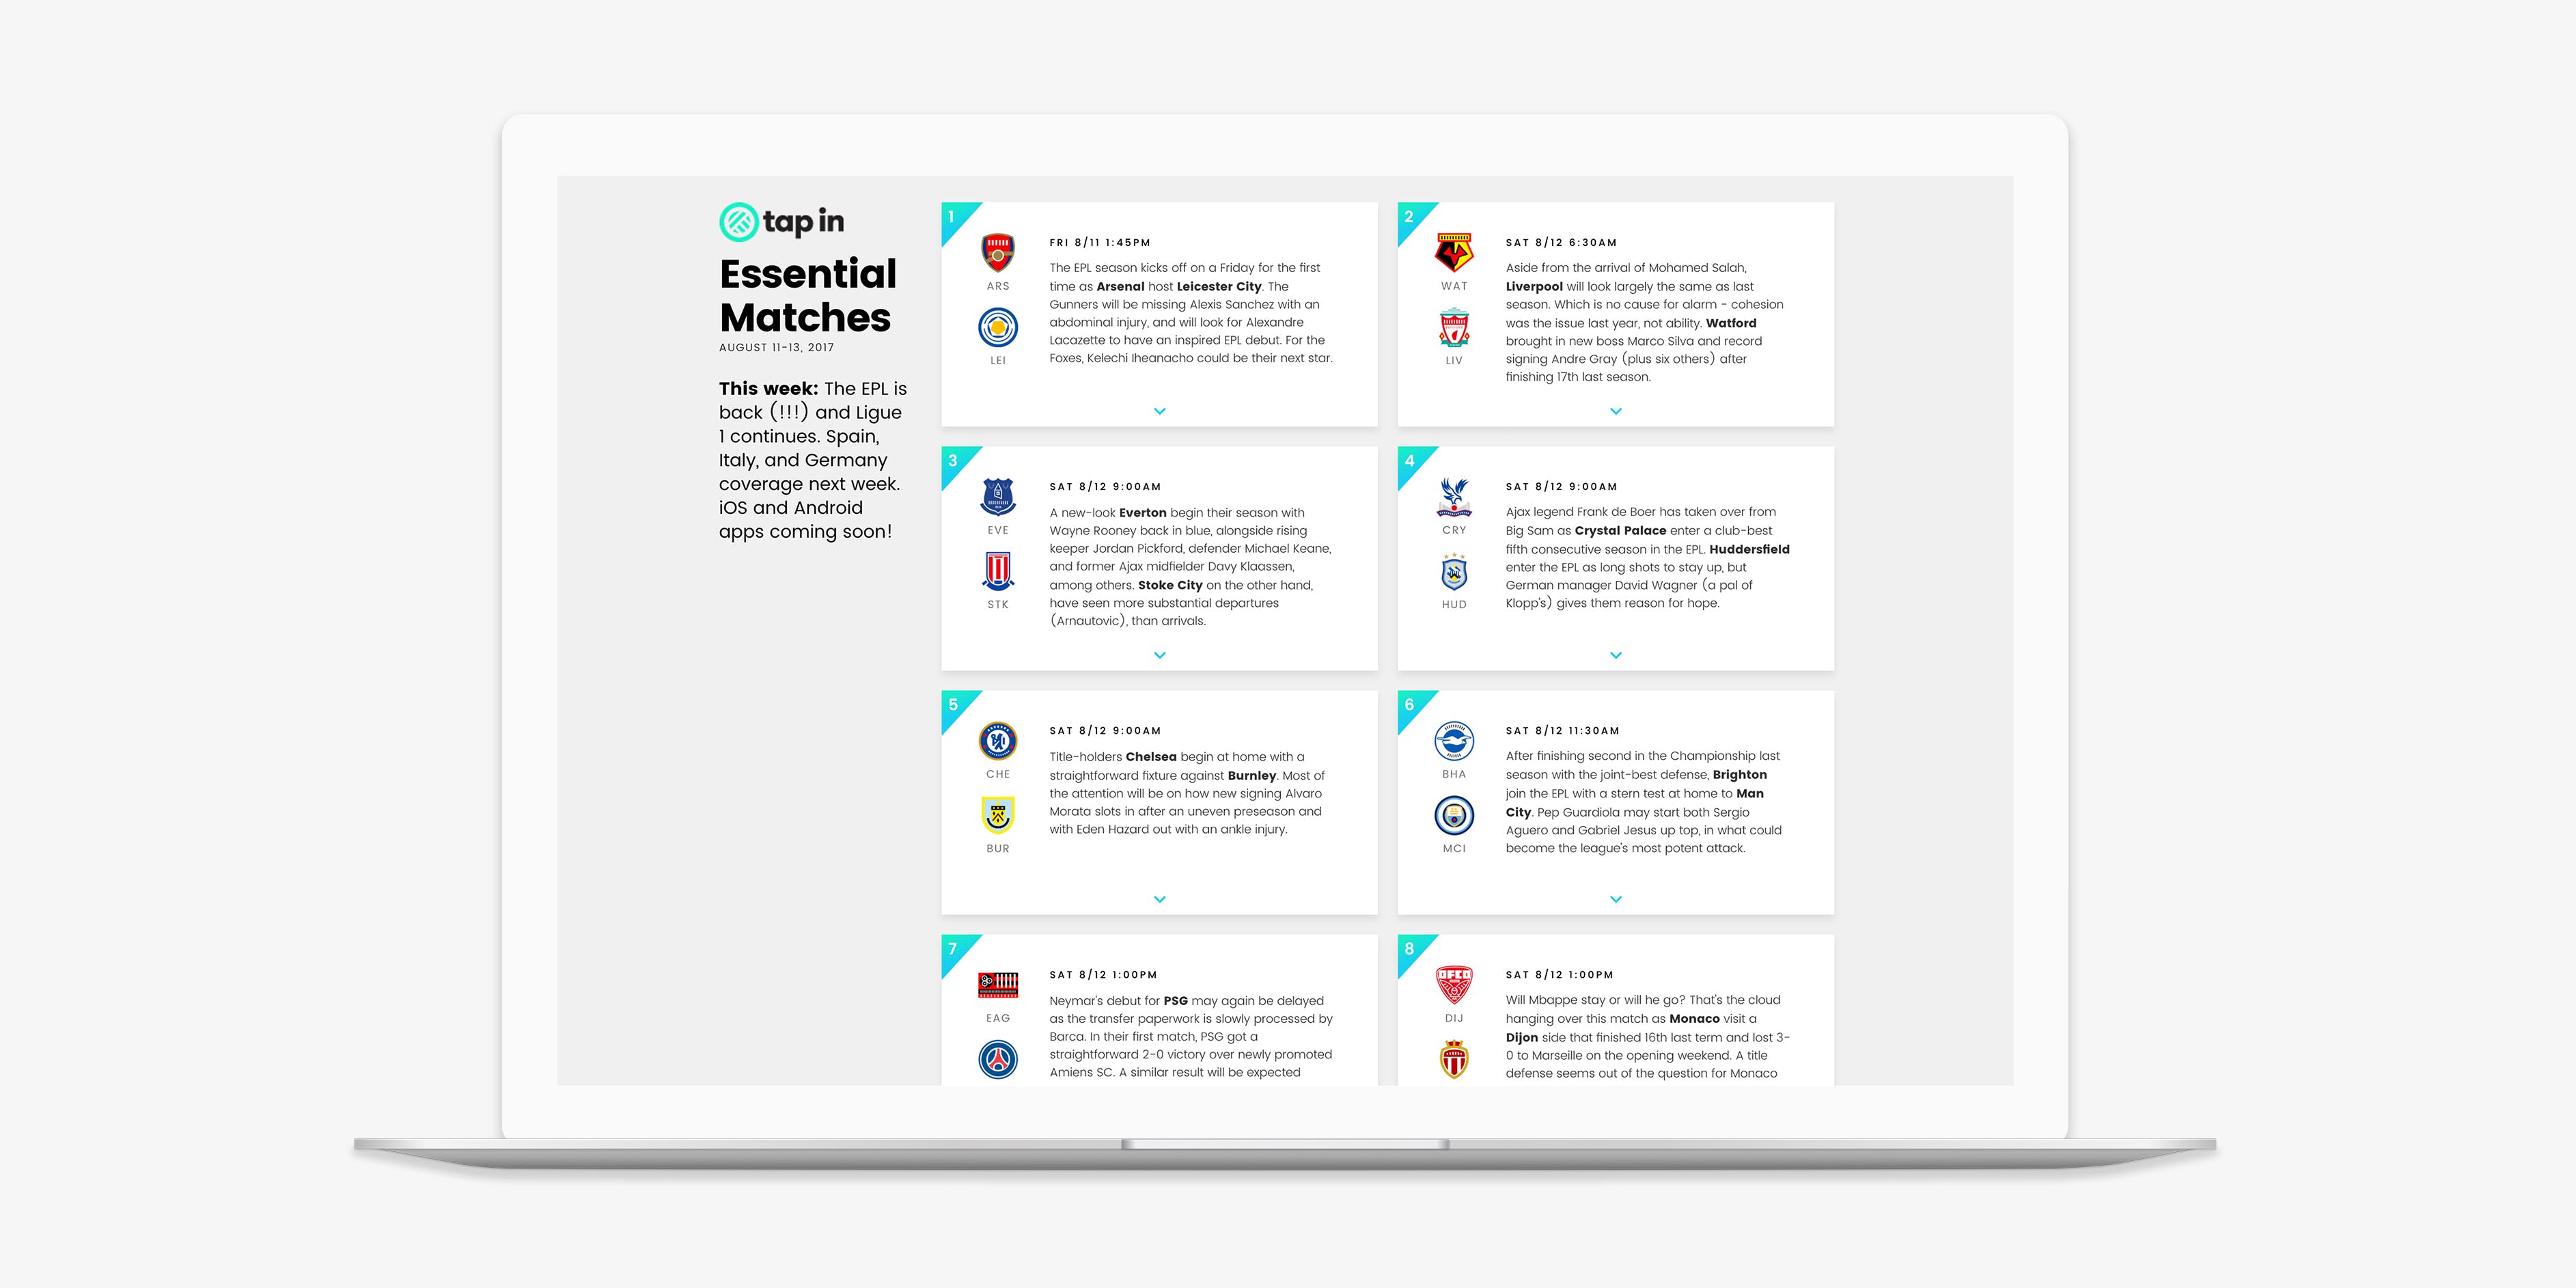 tap in
Essential
Matches
AUGUST 11-13, 2017
This week: The EPL is
back (!!!) and Ligue
1 continues. Spain,
Italy, and Germany
coverage next week.
iOS and Android
apps coming soon!
1
ARS
LEI
FRI 8/11 1:45PM
The EPL season kicks off on a Friday for the first
time as Arsenal host Leicester City. The
Gunners will be missing Alexis Sanchez with an
abdominal injury, and will look for Alexandre
Lacazette to have an inspired EPL debut. For the
Foxes, Kelechi Iheanacho could be their next star.
2
WAT
LIV
SAT 8/12 6:30AM
Aside from the arrival of Mohamed Salah,
Liverpool will look largely the same as last
season. Which is no cause for alarm - cohesion
was the issue last year, not ability. Watford
brought in new boss Marco Silva and record
signing Andre Gray (plus six others) after
finishing 17th last season.
3
EVE
STK
SAT 8/12 9:00AM
A new-look Everton begin their season with
Wayne Rooney back in blue, alongside rising
keeper Jordan Pickford, defender Michael Keane,
and former Ajax midfielder Davy Klaassen,
among others. Stoke City on the other hand,
have seen more substantial departures
(Arnautovic), than arrivals.
4
CRY
HUD
SAT 8/12 9:00AM
Ajax legend Frank de Boer has taken over from
Big Sam as Crystal Palace enter a club-best
fifth consecutive season in the EPL. Huddersfield
enter the EPL as long shots to stay up, but
German manager David Wagner (a pal of
Klopp's) gives them reason for hope.
5
CHE
BUR
SAT 8/12 9:00AM
Title-holders Chelsea begin at home with a
straightforward fixture against Burnley. Most of
the attention will be on how new signing Alvaro
Morata slots in after an uneven preseason and
with Eden Hazard out with an ankle injury.
6
BHA
MCI
SAT 8/12 11:30AM
After finishing second in the Championship last
season with the joint-best defense, Brighton
join the EPL with a stern test at home to Man
City. Pep Guardiola may start both Sergio
Aguero and Gabriel Jesus up top, in what could
become the league's most potent attack.
7
EAG
SAT 8/12 1:00PM
Neymar's debut for PSG may again be delayed
as the transfer paperwork is slowly processed by
Barca. In their first match, PSG got a
straightforward 2-0 victory over newly promoted
Amiens SC. A similar result will be expected
8
DFCO
DIJ
SAT 8/12 1:00PM
Will Mbappe stay or will he go? That's the cloud
hanging over this match as Monaco visit a
Dijon side that finished 16th last term and lost 3-
0 to Marseille on the opening weekend. A title
defense seems out of the question for Monaco